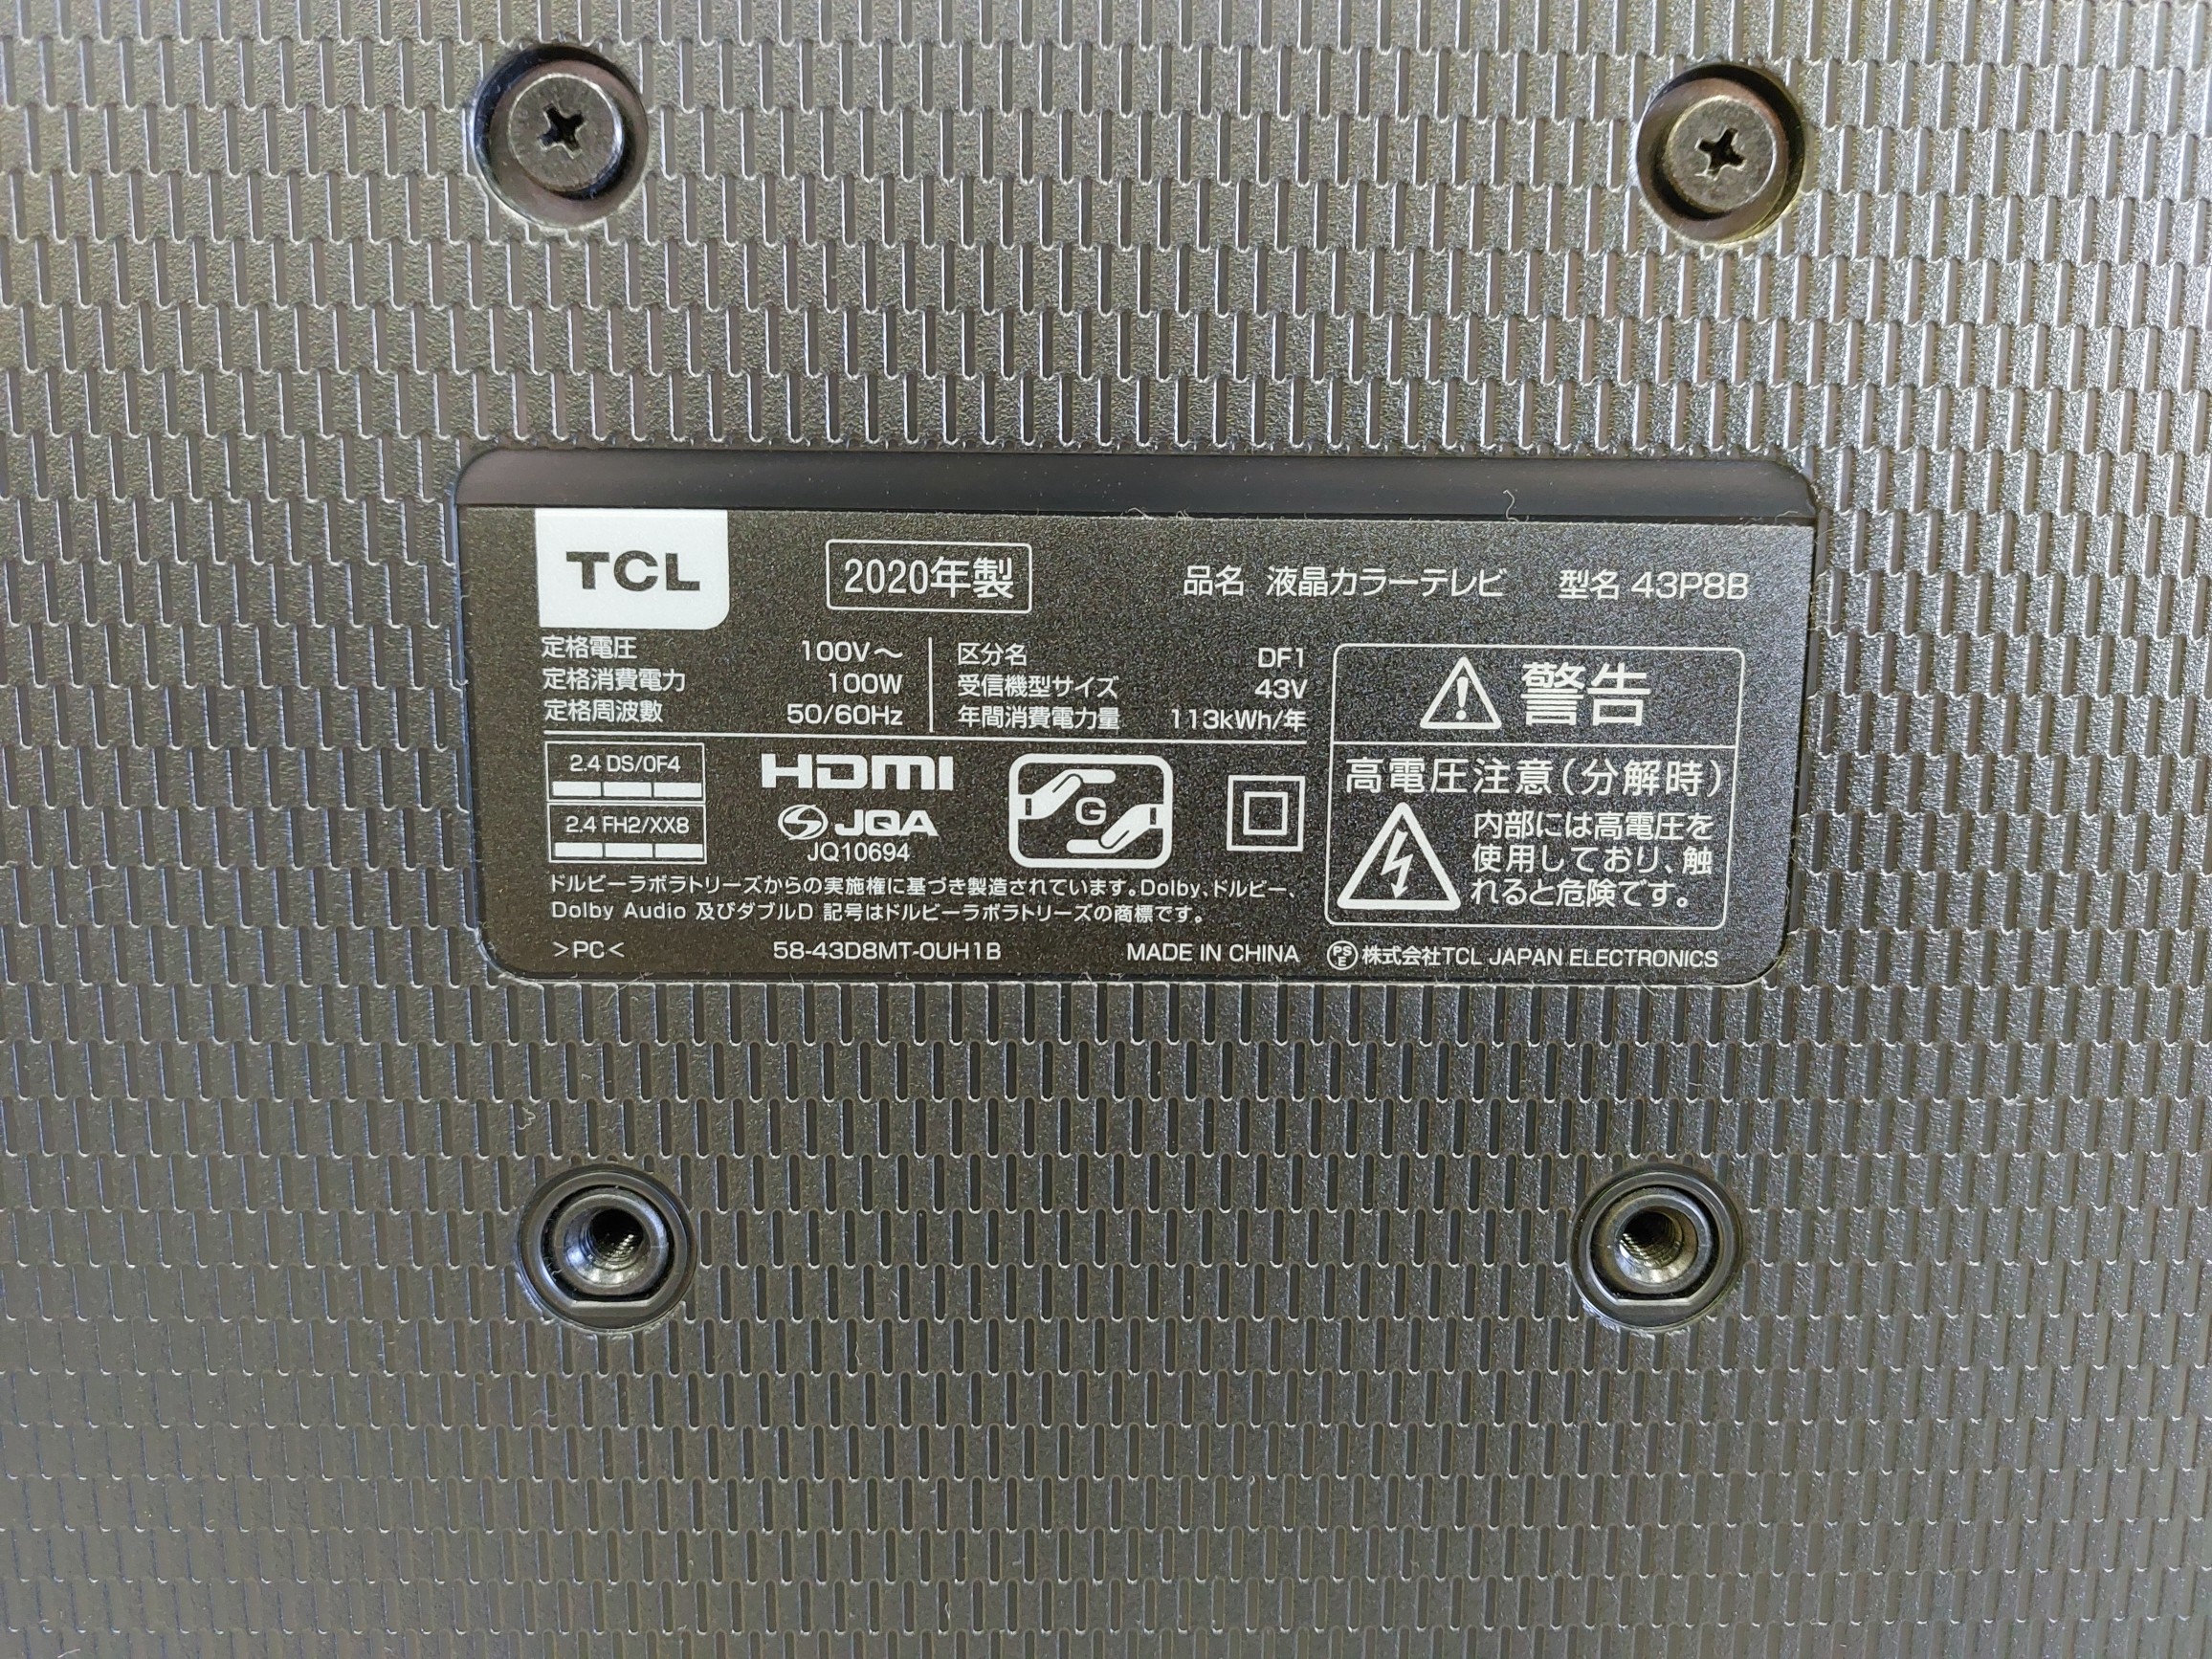 TCL
2020年製
品名 液晶カラーテレビ 型名 43P8B
定格電圧 100V～
定格消費電力 100W
定格周波數 50/60Hz
区分名 DF1
受信機型サイズ 43V
年間消費電力量 113kWh/年
2.4 DS/0F4
2.4 FH2/XX8
HDMI
JQA
JQ10694
G
警告
高電圧注意(分解時)
内部には高電圧を
使用しており、触
れると危険です。
ドルビーラボラトリーズからの実施権に基づき製造されています。Dolby、ドルビー、
Dolby Audio 及びダブルD 記号はドルビーラボラトリーズの商標です。
>PC< 58-43D8MT-0UH1B MADE IN CHINA PSE 株式会社TCL JAPAN ELECTRONICS